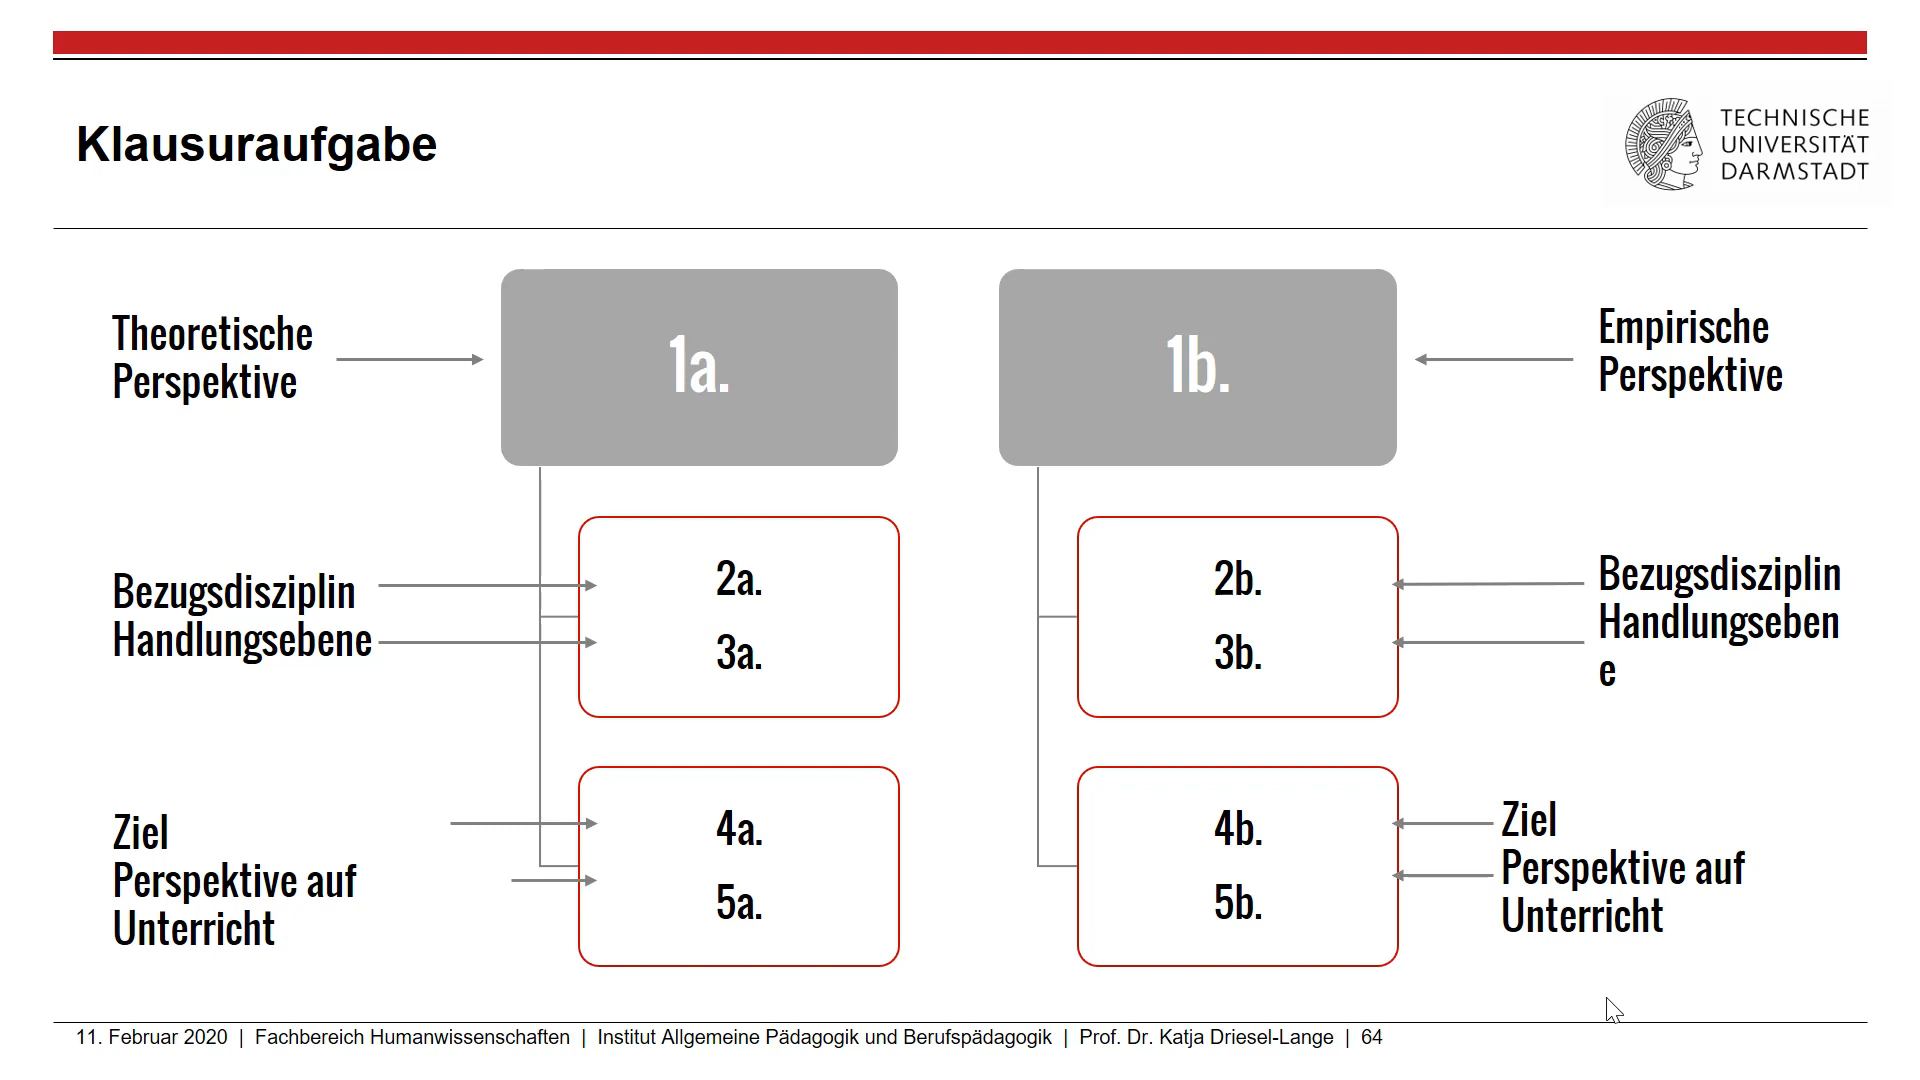 Klausuraufgabe
TECHNISCHE
UNIVERSITÄT
DARMSTADT
Theoretische
Perspektive
1a.
1b.
Empirische
Perspektive
Bezugsdisziplin
Handlungsebene
2a.
3a.
2b.
3b.
Bezugsdisziplin
Handlungseben
e
Ziel
Perspektive auf
Unterricht
4a.
5a.
4b.
5b.
Ziel
Perspektive auf
Unterricht
11. Februar 2020 | Fachbereich Humanwissenschaften | Institut Allgemeine Pädagogik und Berufspädagogik | Prof. Dr. Katja Driesel-Lange | 64